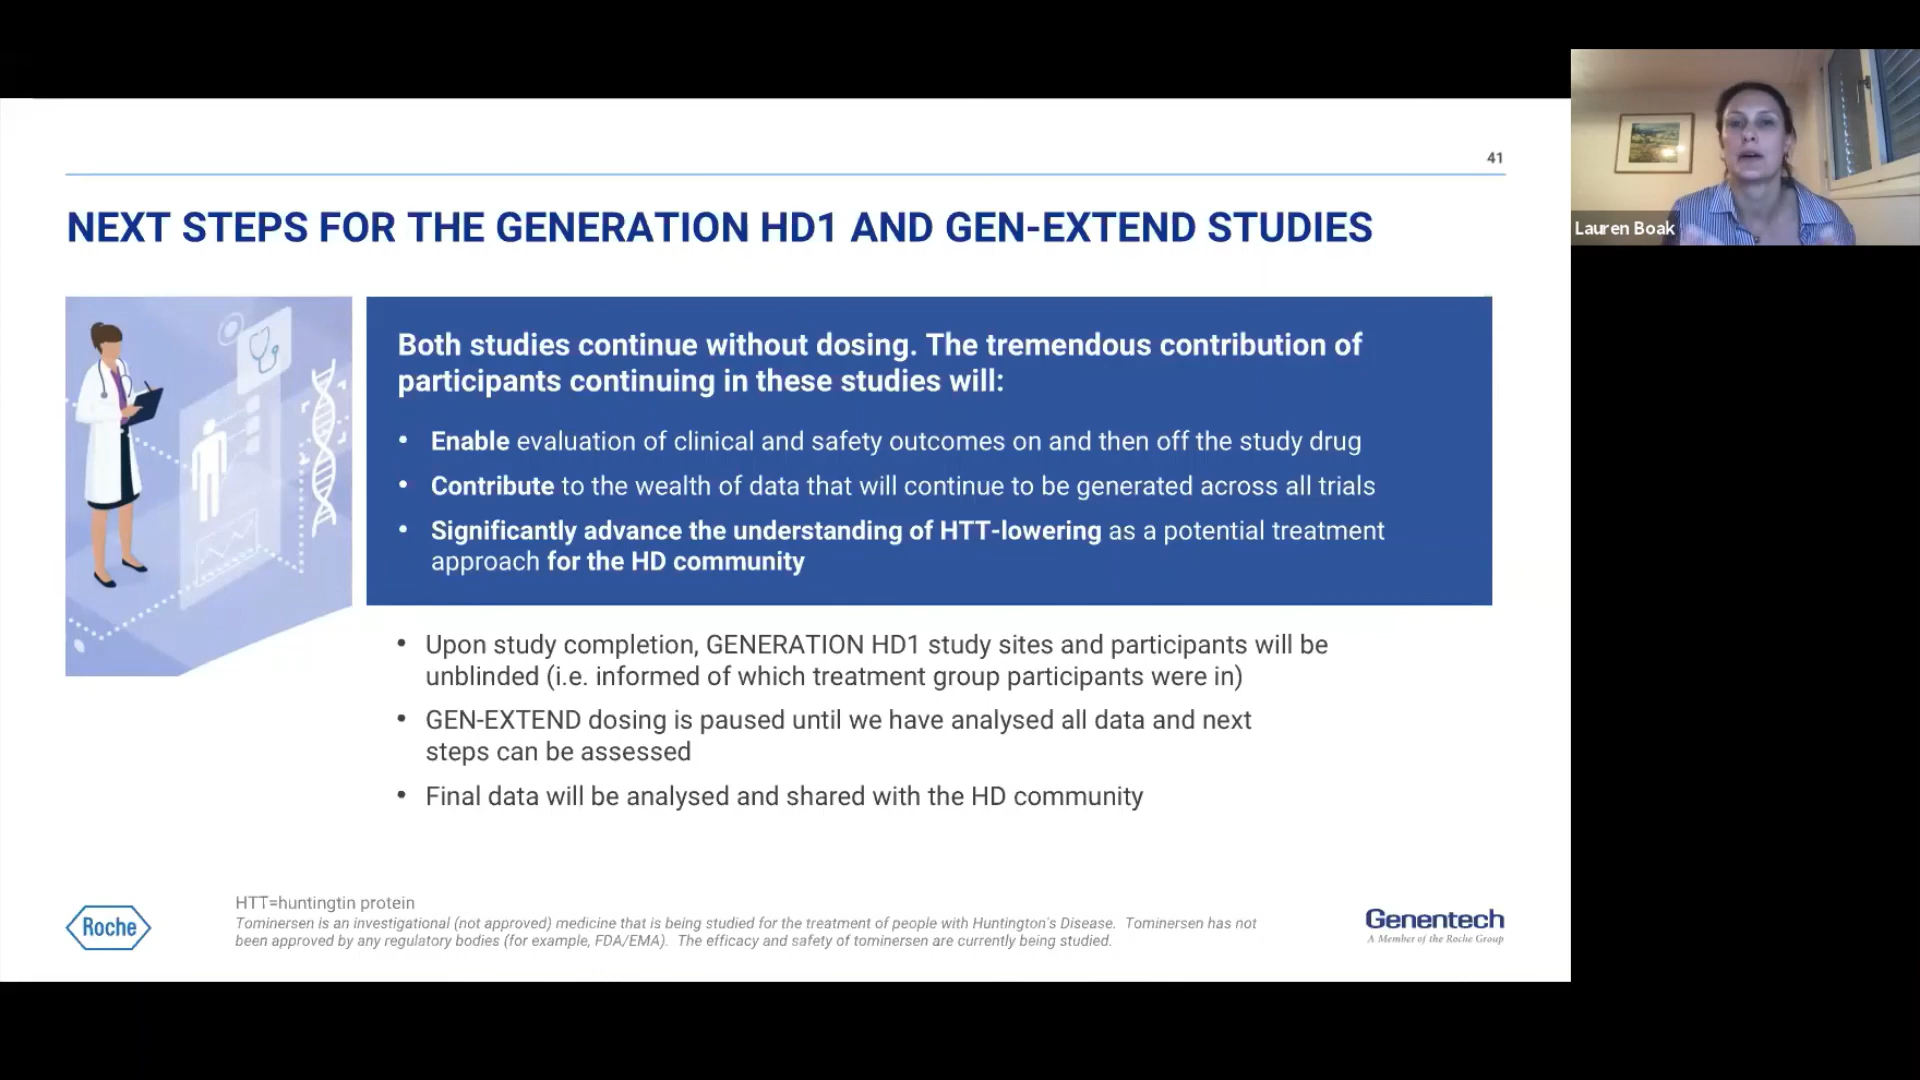 41
NEXT STEPS FOR THE GENERATION HD1 AND GEN-EXTEND STUDIES
Lauren Boak
Both studies continue without dosing. The tremendous contribution of
participants continuing in these studies will:
• Enable evaluation of clinical and safety outcomes on and then off the study drug
• Contribute to the wealth of data that will continue to be generated across all trials
• Significantly advance the understanding of HTT-lowering as a potential treatment
approach for the HD community
• Upon study completion, GENERATION HD1 study sites and participants will be
unblinded (i.e. informed of which treatment group participants were in)
• GEN-EXTEND dosing is paused until we have analysed all data and next
steps can be assessed
• Final data will be analysed and shared with the HD community
HTT=huntingtin protein
Tominersen is an investigational (not approved) medicine that is being studied for the treatment of people with Huntington's Disease. Tominersen has not
been approved by any regulatory bodies (for example, FDA/EMA). The efficacy and safety of tominersen are currently being studied.
Roche
Genentech
A Member of the Roche Group